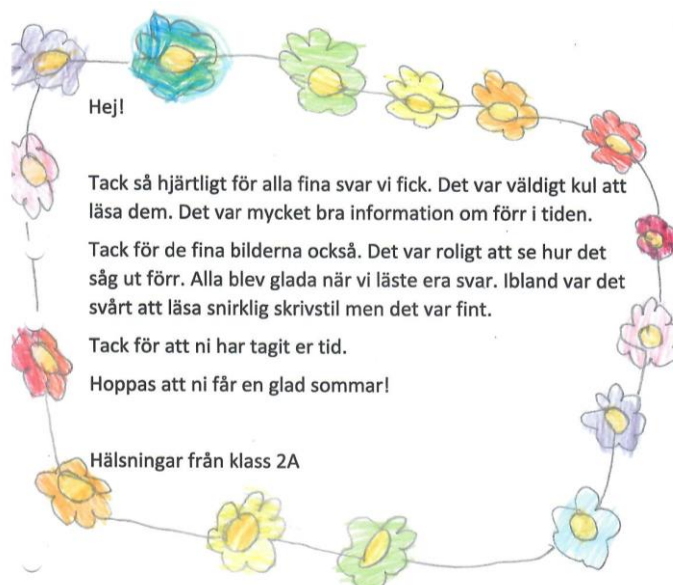 Hej!
Tack så hjärtligt för alla fina svar vi fick. Det var väldigt kul att
läsa dem. Det var mycket bra information om förr i tiden.
Tack för de fina bilderna också. Det var roligt att se hur det
såg ut förr. Alla blev glada när vi läste era svar. Ibland var det
svårt att läsa snirklig skrivstil men det var fint.
Tack för att ni har tagit er tid.
Hoppas att ni får en glad sommar!
Hälsningar från klass 2A